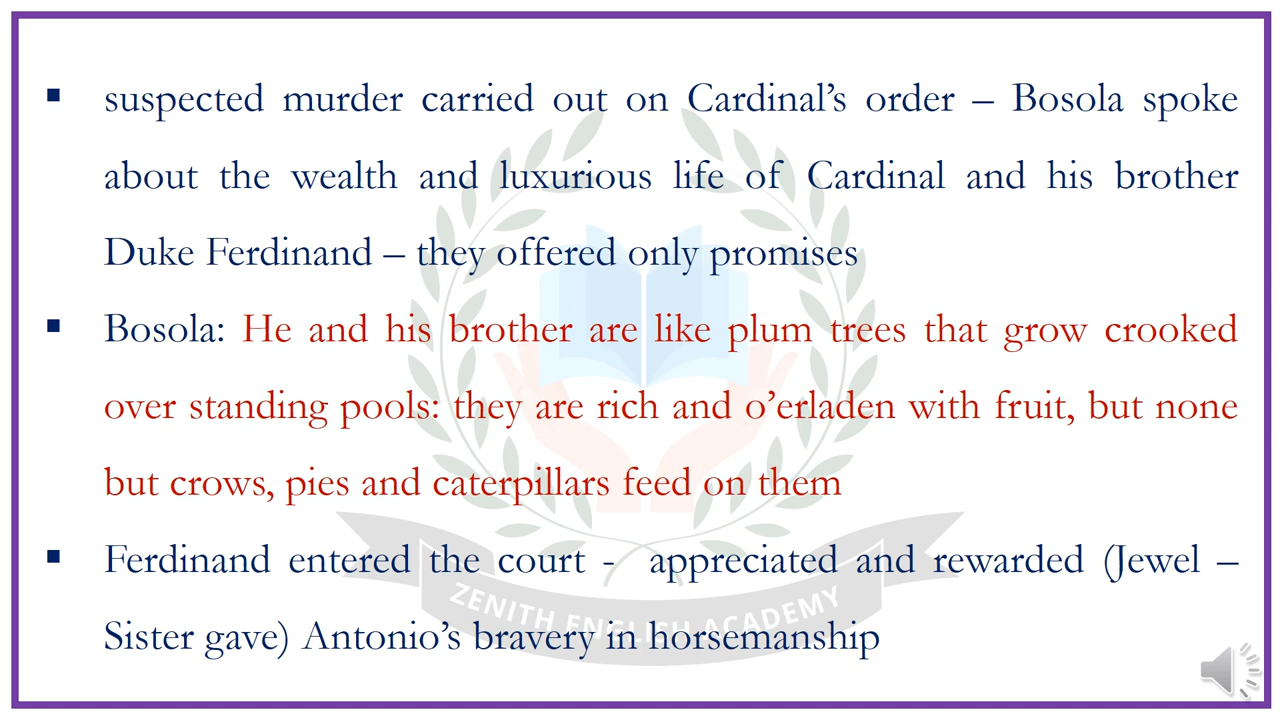 ▪ suspected murder carried out on Cardinal’s order – Bosola spoke
about the wealth and luxurious life of Cardinal and his brother
Duke Ferdinand – they offered only promises
▪ Bosola: He and his brother are like plum trees that grow crooked
over standing pools: they are rich and o’erladen with fruit, but none
but crows, pies and caterpillars feed on them
▪ Ferdinand entered the court - appreciated and rewarded (Jewel –
Sister gave) Antonio’s bravery in horsemanship
ZENITH ENGLISH ACADEMY